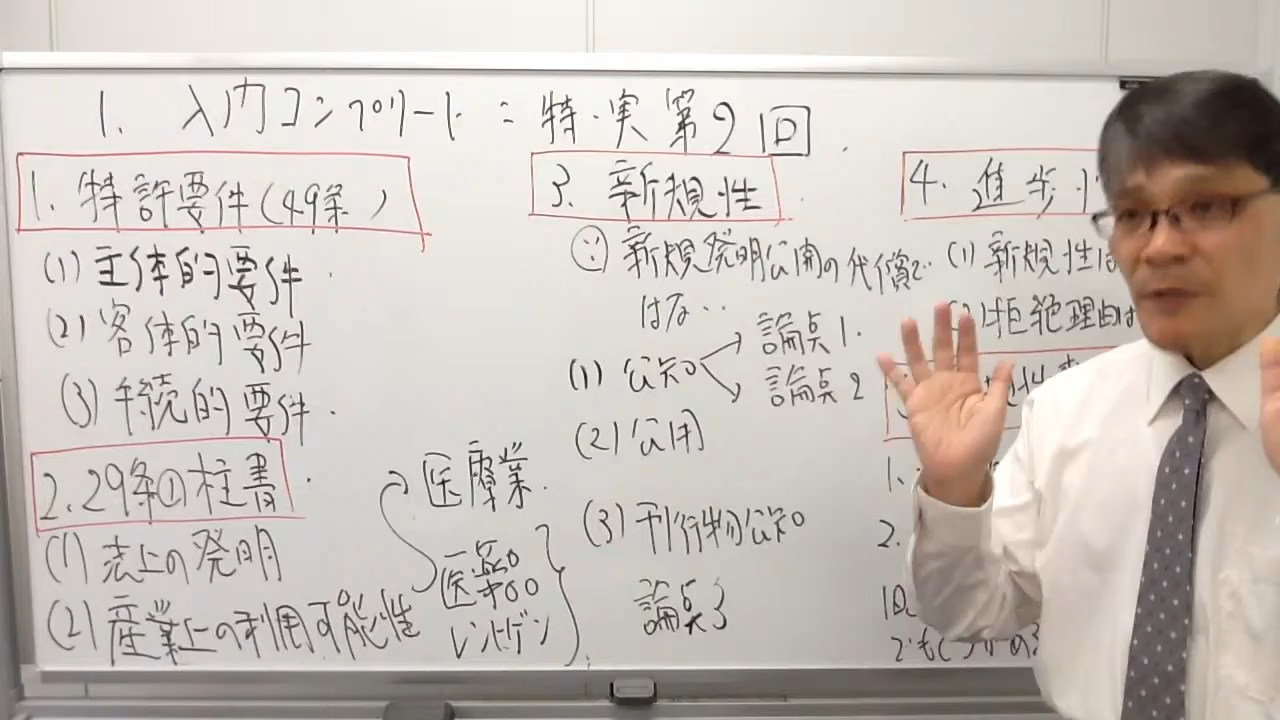 1. 入門コンプリート:特・実第2回
1. 特許要件(49条)
(1) 主体的要件
(2) 客体的要件
(3) 手続的要件
2. 29条①柱書
(1) 志上の発明
(2) 産業上の利用可能性
医療業
医薬
レントゲン
3. 新規性
∵ 新規発明公開の代償で
はない
(1) 公知
論点1.
論点2
(2) 公用
(3) 刊行物公知
論点3
4. 進歩
(1) 新規性は
(2) 拒絶理由は
1.
2.
でも